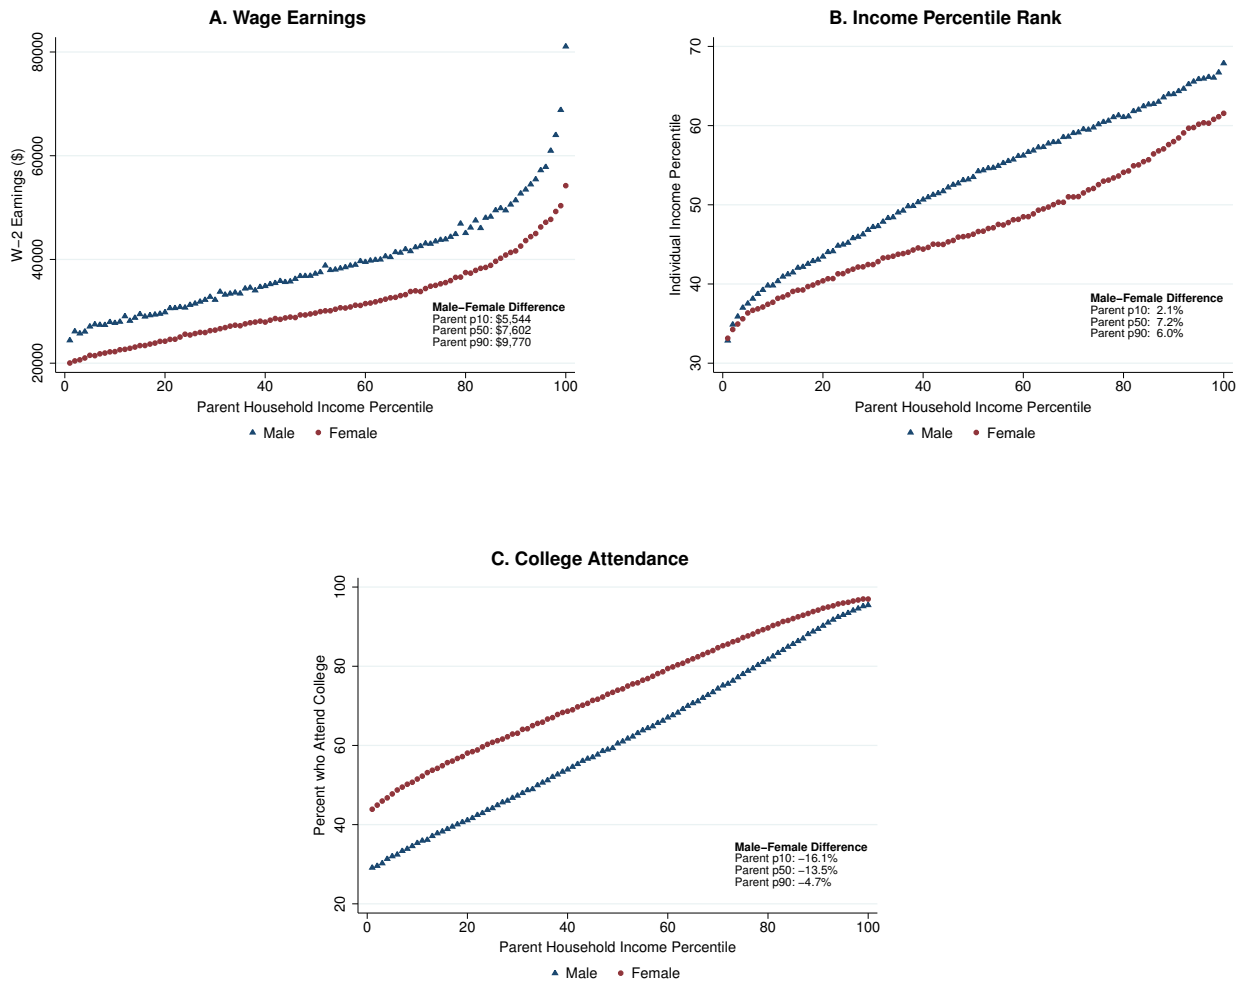 A. Wage Earnings
W−2 Earnings ($)
80000
60000
40000
20000
Male−Female Difference
Parent p10: $5,544
Parent p50: $7,602
Parent p90: $9,770
0 20 40 60 80 100
Parent Household Income Percentile
Male Female
B. Income Percentile Rank
Individual Income Percentile
70
60
50
40
30
Male−Female Difference
Parent p10: 2.1%
Parent p50: 7.2%
Parent p90: 6.0%
0 20 40 60 80 100
Parent Household Income Percentile
Male Female
C. College Attendance
Percent who Attend College
100
80
60
40
20
Male−Female Difference
Parent p10: −16.1%
Parent p50: −13.5%
Parent p90: −4.7%
0 20 40 60 80 100
Parent Household Income Percentile
Male Female